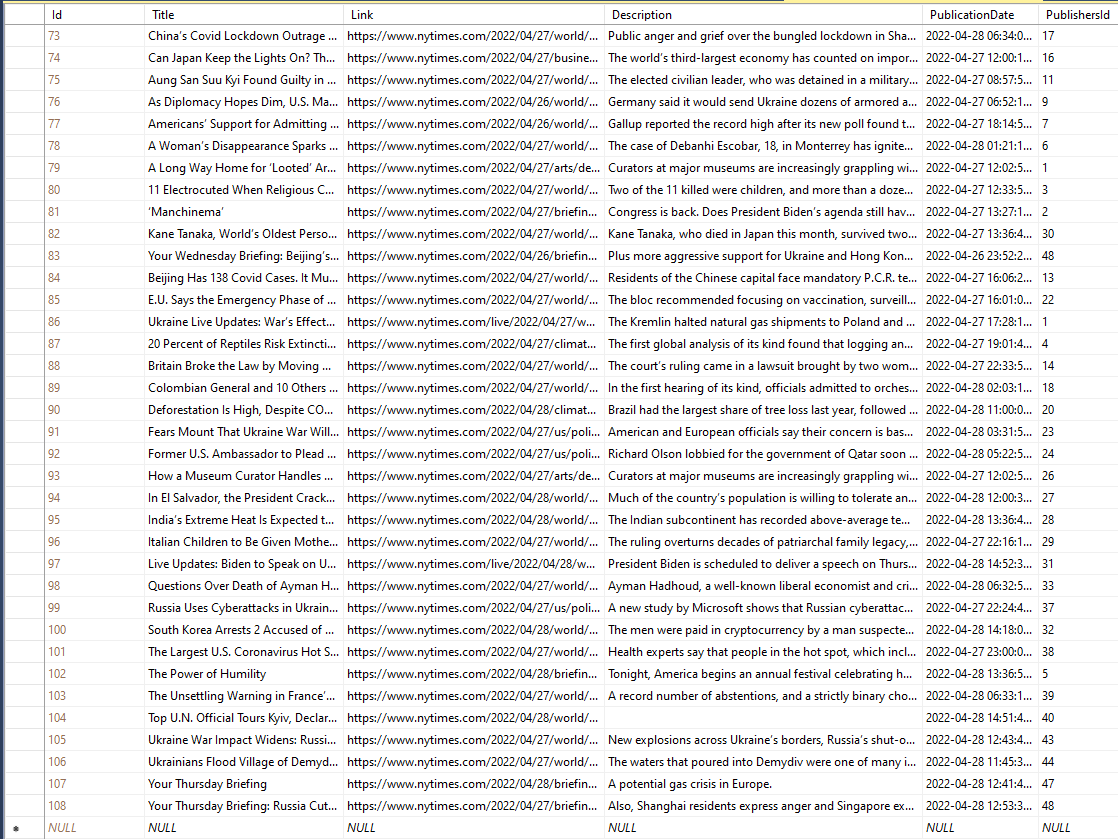 Id Title Link Description PublicationDate PublishersId
73 China's Covid Lockdown Outrage ... https://www.nytimes.com/2022/04/27/world/... Public anger and grief over the bungled lockdown in Sha... 2022-04-28 06:34:0... 17
74 Can Japan Keep the Lights On? Th... https://www.nytimes.com/2022/04/27/busine... The world's third-largest economy has counted on impor... 2022-04-27 12:00:1... 16
75 Aung San Suu Kyi Found Guilty in ... https://www.nytimes.com/2022/04/27/world/... The elected civilian leader, who was detained in a military... 2022-04-27 08:57:5... 11
76 As Diplomacy Hopes Dim, U.S. Ma... https://www.nytimes.com/2022/04/26/world/... Germany said it would send Ukraine dozens of armored a... 2022-04-27 06:52:1... 9
77 Americans' Support for Admitting ... https://www.nytimes.com/2022/04/26/world/... Gallup reported the record high after its new poll found t... 2022-04-27 18:14:5... 7
78 A Woman's Disappearance Sparks ... https://www.nytimes.com/2022/04/27/world/... The case of Debanhi Escobar, 18, in Monterrey has ignite... 2022-04-28 01:21:1... 6
79 A Long Way Home for ‘Looted’ Ar... https://www.nytimes.com/2022/04/27/arts/de... Curators at major museums are increasingly grappling wi... 2022-04-27 12:02:5... 1
80 11 Electrocuted When Religious C... https://www.nytimes.com/2022/04/27/world/... Two of the 11 killed were children, and more than a doze... 2022-04-27 12:33:5... 3
81 ‘Manchinema’ https://www.nytimes.com/2022/04/27/briefin... Congress is back. Does President Biden's agenda still hav... 2022-04-27 13:27:1... 2
82 Kane Tanaka, World's Oldest Perso... https://www.nytimes.com/2022/04/27/world/... Kane Tanaka, who died in Japan this month, survived two... 2022-04-27 13:36:4... 30
83 Your Wednesday Briefing: Beijing's... https://www.nytimes.com/2022/04/26/briefin... Plus more aggressive support for Ukraine and Hong Kon... 2022-04-26 23:52:2... 48
84 Beijing Has 138 Covid Cases. It Mu... https://www.nytimes.com/2022/04/27/world/... Residents of the Chinese capital face mandatory P.C.R. te... 2022-04-27 16:06:2... 13
85 E.U. Says the Emergency Phase of ... https://www.nytimes.com/2022/04/27/world/... The bloc recommended focusing on vaccination, surveill... 2022-04-27 16:01:0... 22
86 Ukraine Live Updates: War's Effect... https://www.nytimes.com/live/2022/04/27/w... The Kremlin halted natural gas shipments to Poland and ... 2022-04-27 17:28:1... 1
87 20 Percent of Reptiles Risk Extincti... https://www.nytimes.com/2022/04/27/climat... The first global analysis of its kind found that logging an... 2022-04-27 19:01:4... 4
88 Britain Broke the Law by Moving ... https://www.nytimes.com/2022/04/27/world/... The court's ruling came in a lawsuit brought by two wom... 2022-04-27 22:33:5... 14
89 Colombian General and 10 Others ... https://www.nytimes.com/2022/04/27/world/... In the first hearing of its kind, officials admitted to orches... 2022-04-28 02:03:1... 18
90 Deforestation Is High, Despite CO... https://www.nytimes.com/2022/04/28/climat... Brazil had the largest share of tree loss last year, followed ... 2022-04-28 11:00:0... 20
91 Fears Mount That Ukraine War Will... https://www.nytimes.com/2022/04/27/us/poli... American and European officials say their concern is bas... 2022-04-28 03:31:5... 23
92 Former U.S. Ambassador to Plead ... https://www.nytimes.com/2022/04/27/us/poli... Richard Olson lobbied for the government of Qatar soon ... 2022-04-28 05:22:5... 24
93 How a Museum Curator Handles ... https://www.nytimes.com/2022/04/27/arts/de... Curators at major museums are increasingly grappling wi... 2022-04-27 12:02:5... 26
94 In El Salvador, the President Crack... https://www.nytimes.com/2022/04/28/world/... Much of the country's population is willing to tolerate an... 2022-04-28 12:00:3... 27
95 India's Extreme Heat Is Expected t... https://www.nytimes.com/2022/04/28/world/... The Indian subcontinent has recorded above-average te... 2022-04-28 13:36:4... 28
96 Italian Children to Be Given Mothe... https://www.nytimes.com/2022/04/27/world/... The ruling overturns decades of patriarchal family legacy,... 2022-04-27 22:16:1... 29
97 Live Updates: Biden to Speak on U... https://www.nytimes.com/live/2022/04/28/w... President Biden is scheduled to deliver a speech on Thurs... 2022-04-28 14:52:3... 31
98 Questions Over Death of Ayman H... https://www.nytimes.com/2022/04/27/world/... Ayman Hadhoud, a well-known liberal economist and cri... 2022-04-28 06:32:5... 33
99 Russia Uses Cyberattacks in Ukrain... https://www.nytimes.com/2022/04/27/us/poli... A new study by Microsoft shows that Russian cyberattac... 2022-04-27 22:24:4... 37
100 South Korea Arrests 2 Accused of ... https://www.nytimes.com/2022/04/28/world/... The men were paid in cryptocurrency by a man suspecte... 2022-04-28 14:18:0... 32
101 The Largest U.S. Coronavirus Hot S... https://www.nytimes.com/2022/04/27/world/... Health experts say that people in the hot spot, which incl... 2022-04-27 23:00:0... 38
102 The Power of Humility https://www.nytimes.com/2022/04/28/briefin... Tonight, America begins an annual festival celebrating h... 2022-04-28 13:36:5... 5
103 The Unsettling Warning in France'... https://www.nytimes.com/2022/04/27/world/... A record number of abstentions, and a strictly binary cho... 2022-04-28 06:33:1... 39
104 Top U.N. Official Tours Kyiv, Declar... https://www.nytimes.com/2022/04/28/world/... 2022-04-28 14:51:4... 40
105 Ukraine War Impact Widens: Russi... https://www.nytimes.com/2022/04/27/world/... New explosions across Ukraine's borders, Russia's shut-o... 2022-04-28 12:43:4... 43
106 Ukrainians Flood Village of Demyd... https://www.nytimes.com/2022/04/27/world/... The waters that poured into Demydiv were one of many i... 2022-04-28 11:45:3... 44
107 Your Thursday Briefing https://www.nytimes.com/2022/04/28/briefin... A potential gas crisis in Europe. 2022-04-28 12:41:4... 47
108 Your Thursday Briefing: Russia Cut... https://www.nytimes.com/2022/04/27/briefin... Also, Shanghai residents express anger and Singapore ex... 2022-04-28 12:53:3... 48
NULL NULL NULL NULL NULL NULL